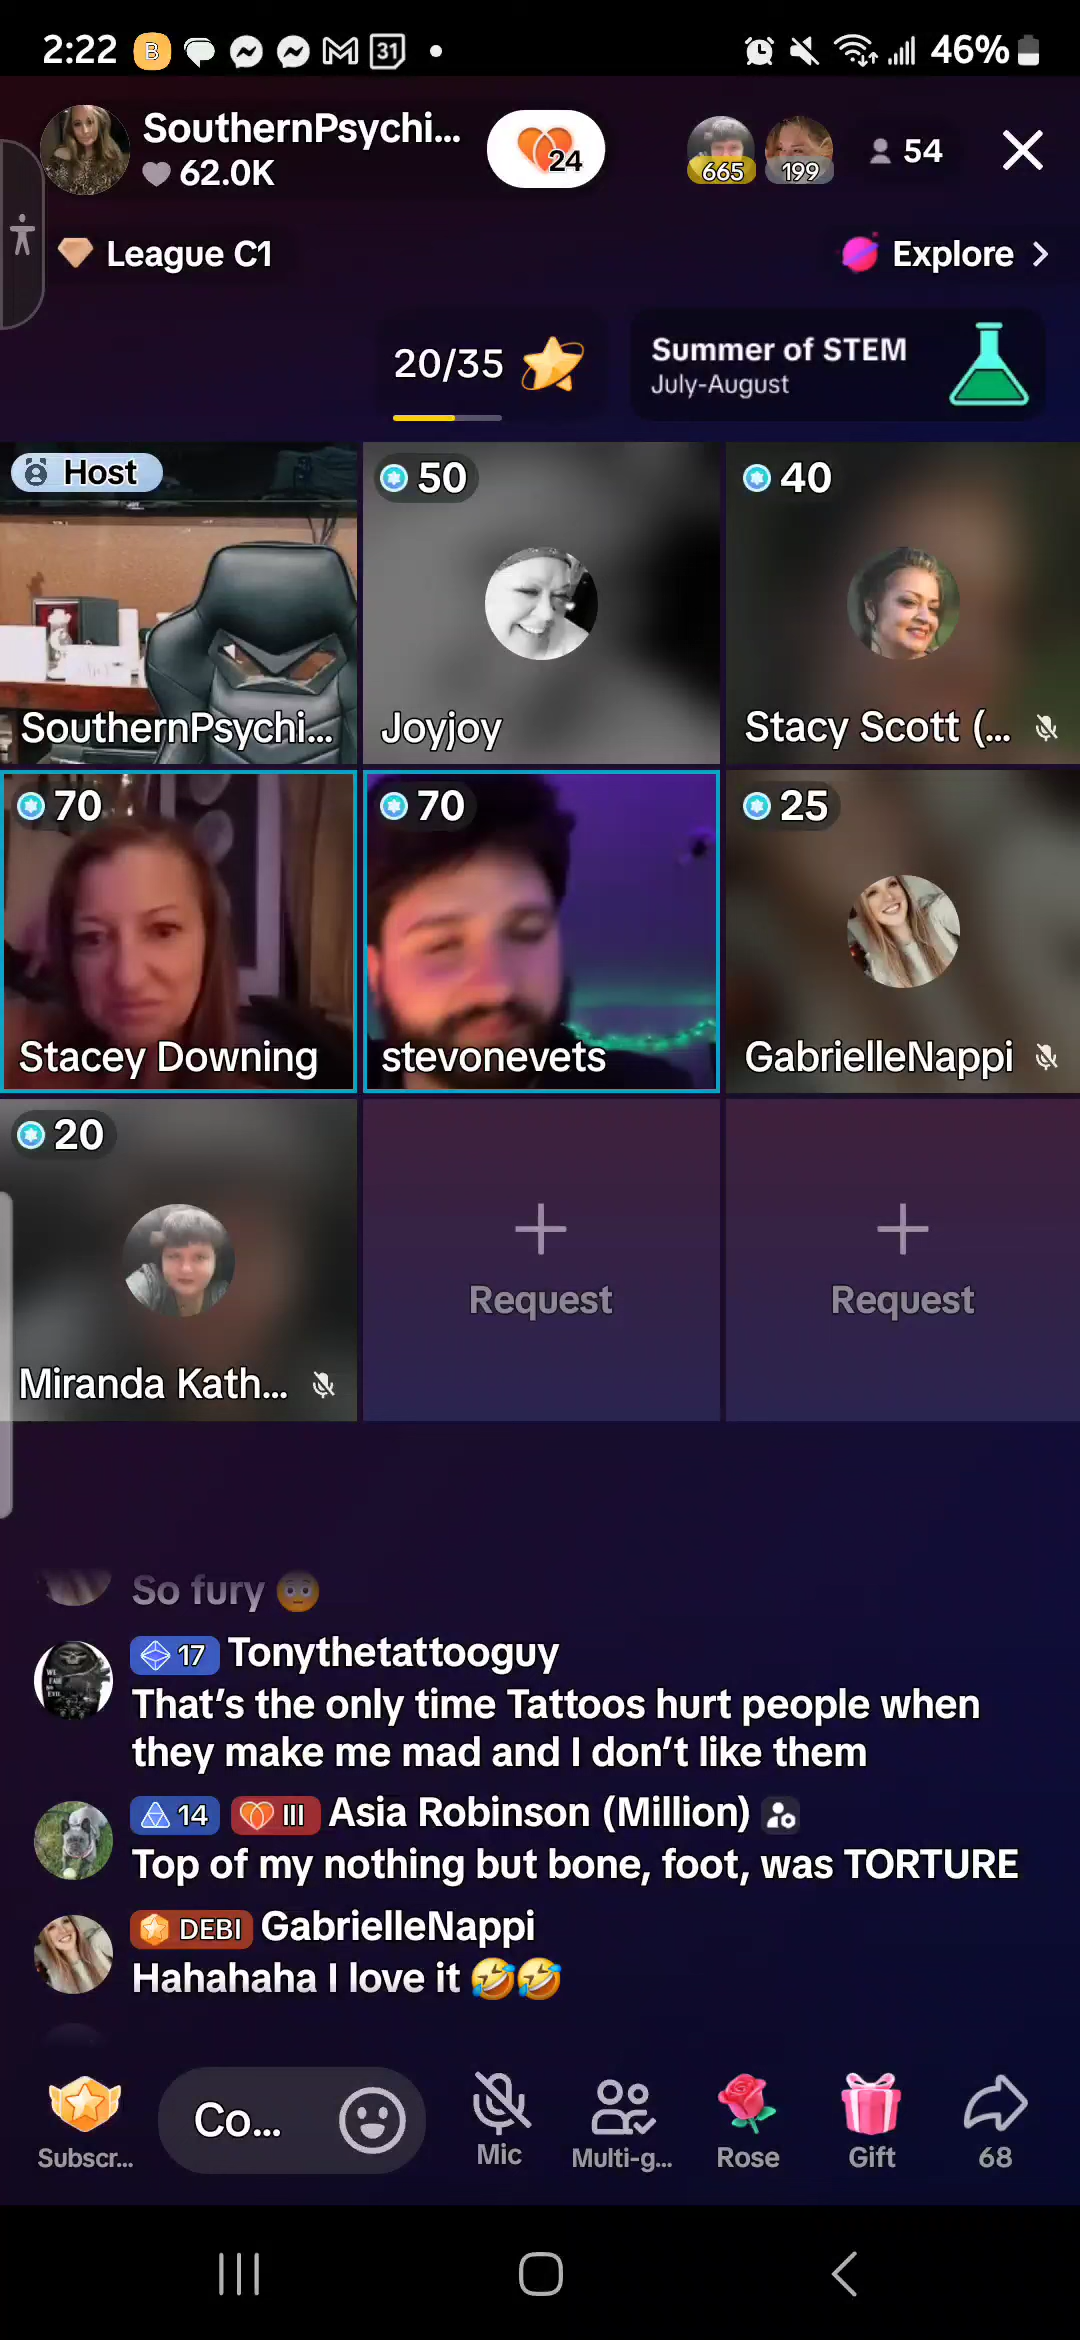 2:22 B 31 46%
SouthernPsychi...
62.0K
24
665 199 54
League C1 Explore
20/35
Summer of STEM
July-August
Host 50 40
SouthernPsychi... Joyjoy Stacy Scott (...
70 70 25
Stacey Downing stevonevets GabrielleNappi
20
Request Request
Miranda Kath...
So fury 😳
17 Tonythetattooguy
That's the only time Tattoos hurt people when
they make me mad and I don't like them
14 III Asia Robinson (Million)
Top of my nothing but bone, foot, was TORTURE
DEBI GabrielleNappi
Hahahaha I love it 🤣🤣
Co...
Subscr... Mic Multi-g... Rose Gift 68